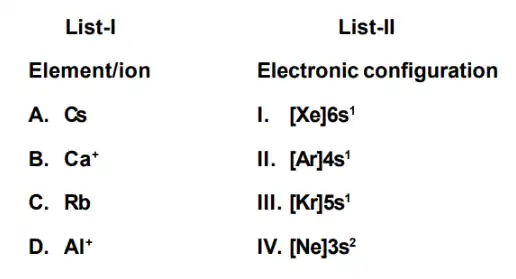 List-I List-II
Element/ion Electronic configuration
A. Cs I. [Xe]6s¹
B. Ca⁺ II. [Ar]4s¹
C. Rb III. [Kr]5s¹
D. Al⁺ IV. [Ne]3s²